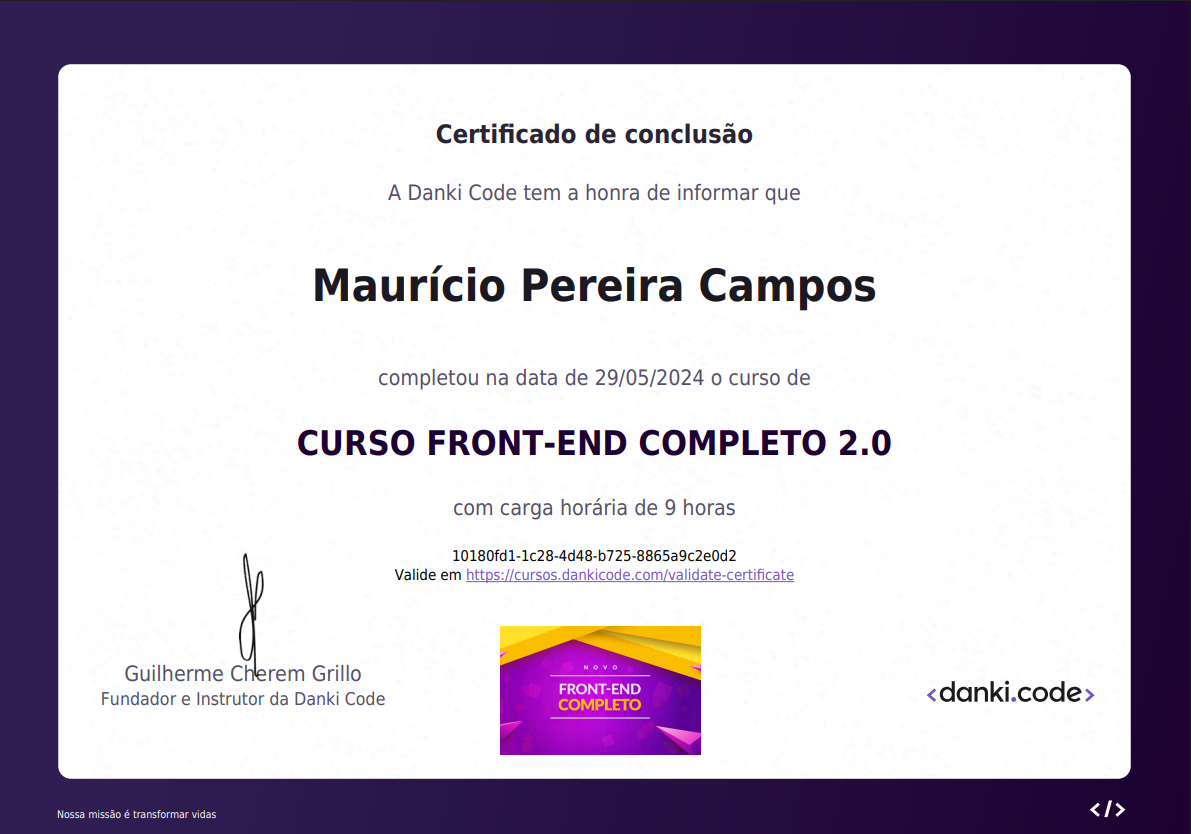 Certificado de conclusão
A Danki Code tem a honra de informar que
Maurício Pereira Campos
completou na data de 29/05/2024 o curso de
CURSO FRONT-END COMPLETO 2.0
com carga horária de 9 horas
10180fd1-1c28-4d48-b725-8865a9c2e0d2
Valide em https://cursos.dankicode.com/validate-certificate
Guilherme Cherem Grillo
Fundador e Instrutor da Danki Code
NOVO
FRONT-END
COMPLETO
<danki.code>
Nossa missão é transformar vidas
</>